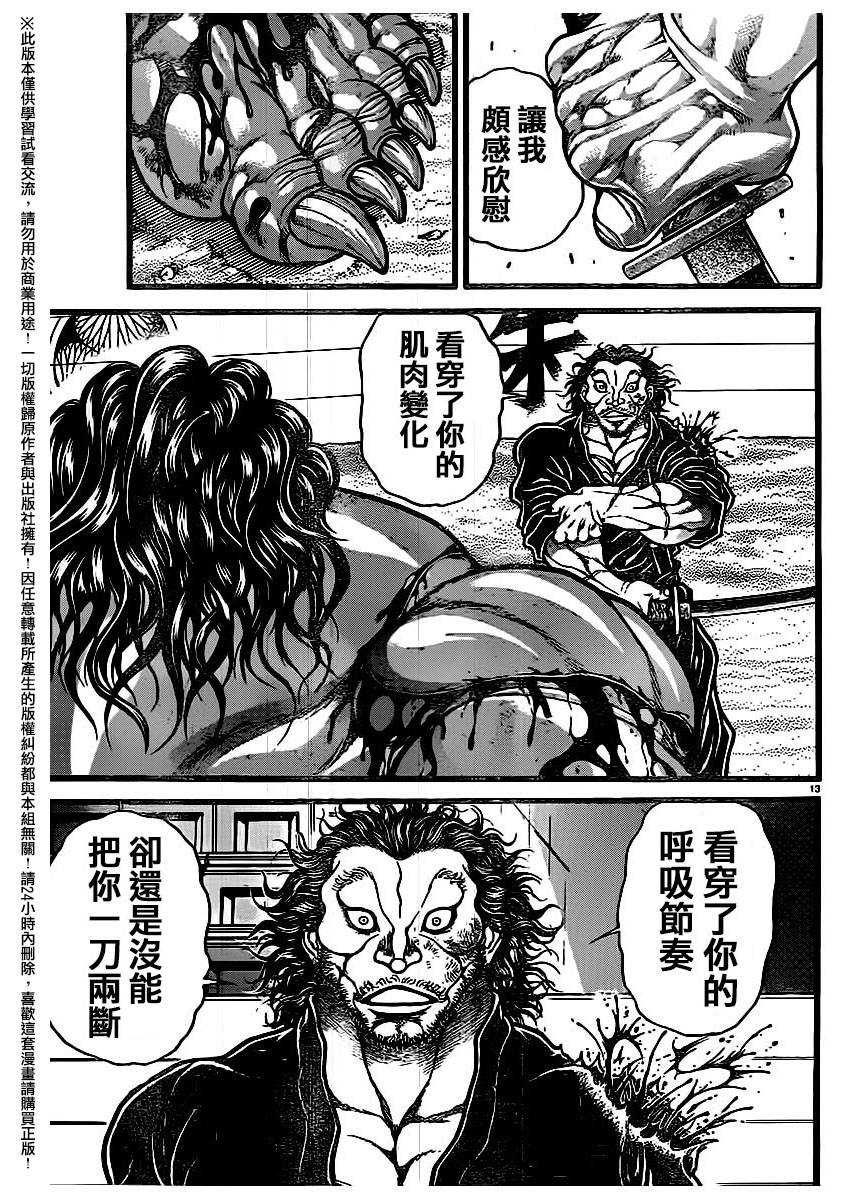 讓我
頗感欣慰
看穿了你的
肌肉變化
禾
13
看穿了你的
呼吸節奏
卻還是沒能
把你一刀兩斷
※此版本僅供學習試看交流，請勿用於商業用途！一切版權歸原作者與出版社擁有！因任意轉載所產生的版權糾紛都與本組無關！請24小時內刪除，喜歡這套漫畫請購買正版！